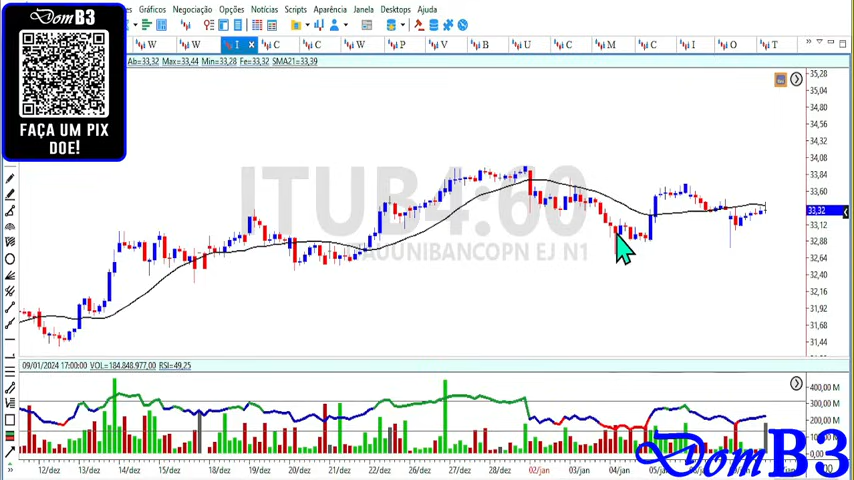 DomB3
FAÇA UM PIX
DOE!
Gráficos Negociação Opções Notícias Scripts Aparência Janela Desktops Ajuda
W W I C C W P V B U C M C I O T
Ab=33,32 Max=33,44 Min=33,28 Fe=33,32 SMA21=33,39
ITUB4:60
ITAUUNIBANCOPN EJ N1
35,28
35,04
34,80
34,56
34,32
34,08
33,84
33,60
33,32
33,12
32,88
32,64
32,40
32,16
31,92
31,68
31,44
09/01/2024 17:00:00 VOL=184.848.977,00 RSI=49,25
400,00 M
300,00 M
200,00 M
100,00 M
0,00
12/dez 13/dez 14/dez 15/dez 18/dez 19/dez 20/dez 21/dez 22/dez 26/dez 27/dez 28/dez 02/jan 03/jan 04/jan 05/jan
DomB3